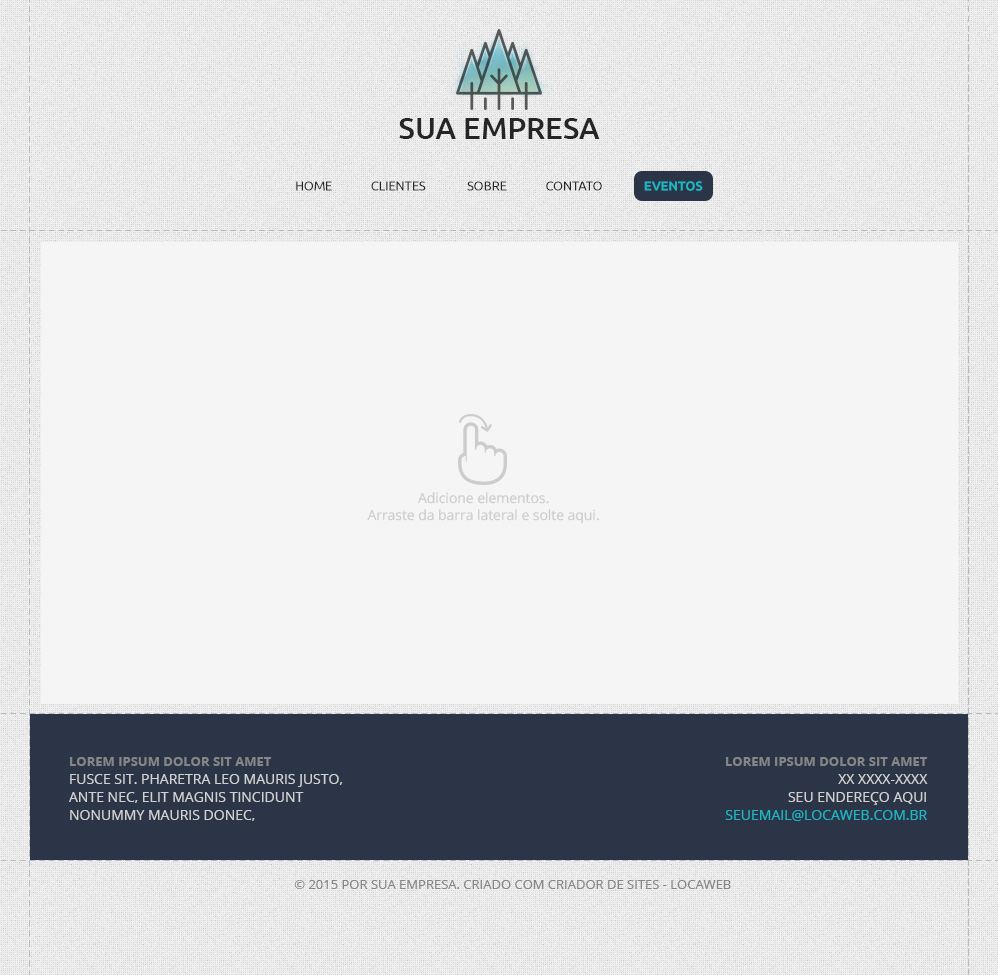 SUA EMPRESA
HOME CLIENTES SOBRE CONTATO EVENTOS
Adicione elementos.
Arraste da barra lateral e solte aqui.
LOREM IPSUM DOLOR SIT AMET
FUSCE SIT. PHARETRA LEO MAURIS JUSTO,
ANTE NEC, ELIT MAGNIS TINCIDUNT
NONUMMY MAURIS DONEC,
LOREM IPSUM DOLOR SIT AMET
XX XXXX-XXXX
SEU ENDEREÇO AQUI
SEUEMAIL@LOCAWEB.COM.BR
© 2015 POR SUA EMPRESA. CRIADO COM CRIADOR DE SITES - LOCAWEB